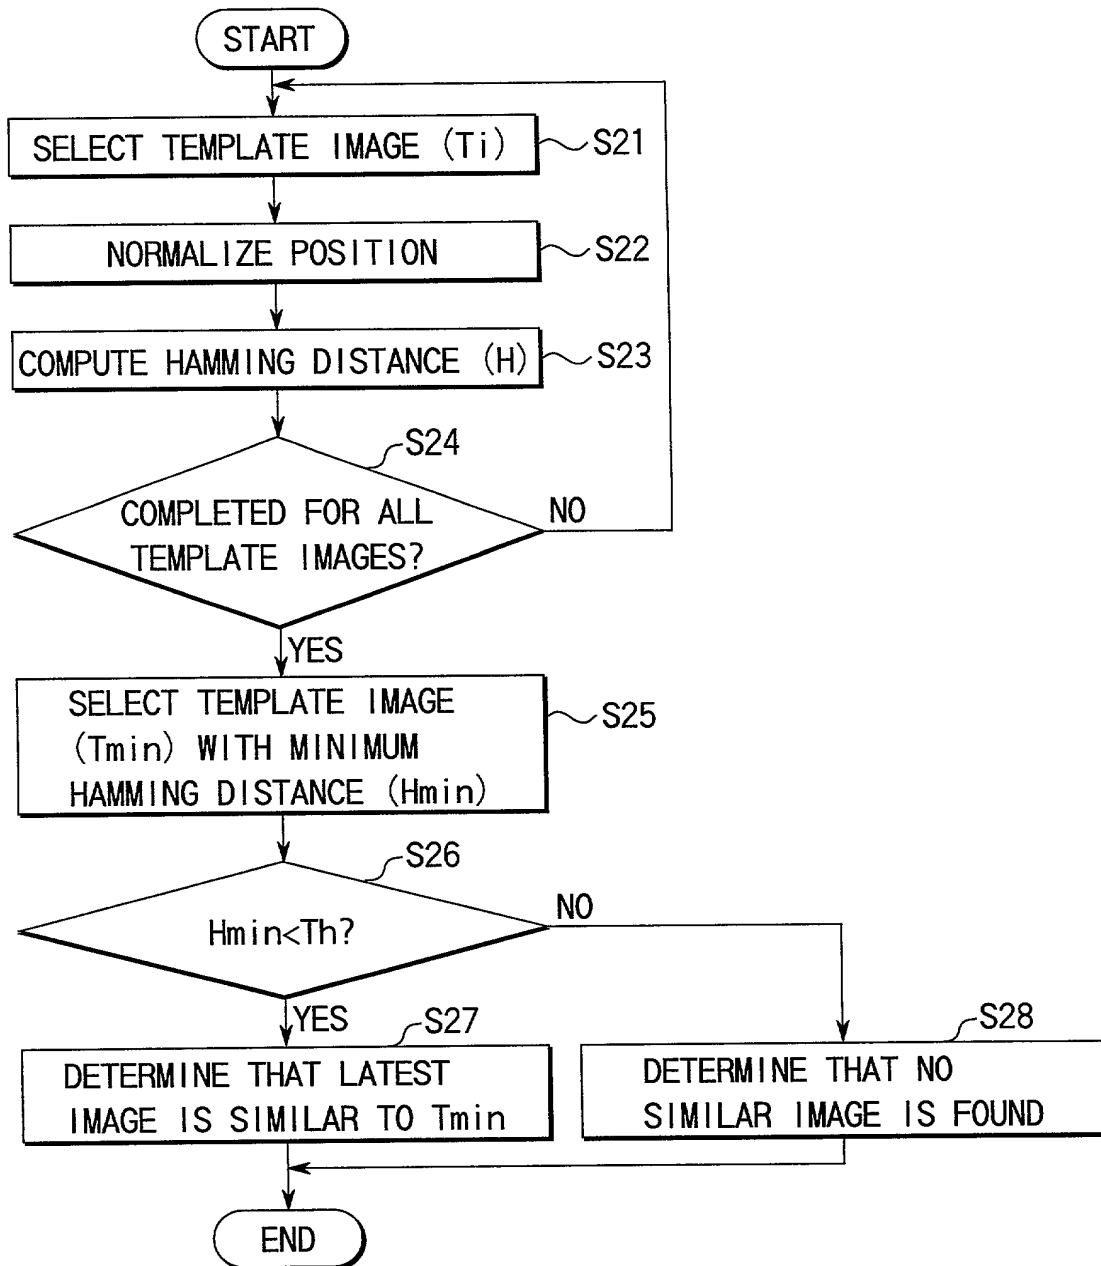 START
SELECT TEMPLATE IMAGE (Ti)
S21
NORMALIZE POSITION
S22
COMPUTE HAMMING DISTANCE (H)
S23
S24
COMPLETED FOR ALL
TEMPLATE IMAGES?
NO
YES
SELECT TEMPLATE IMAGE
(Tmin) WITH MINIMUM
HAMMING DISTANCE (Hmin)
S25
S26
Hmin<Th?
NO
YES
S27
DETERMINE THAT LATEST
IMAGE IS SIMILAR TO Tmin
S28
DETERMINE THAT NO
SIMILAR IMAGE IS FOUND
END